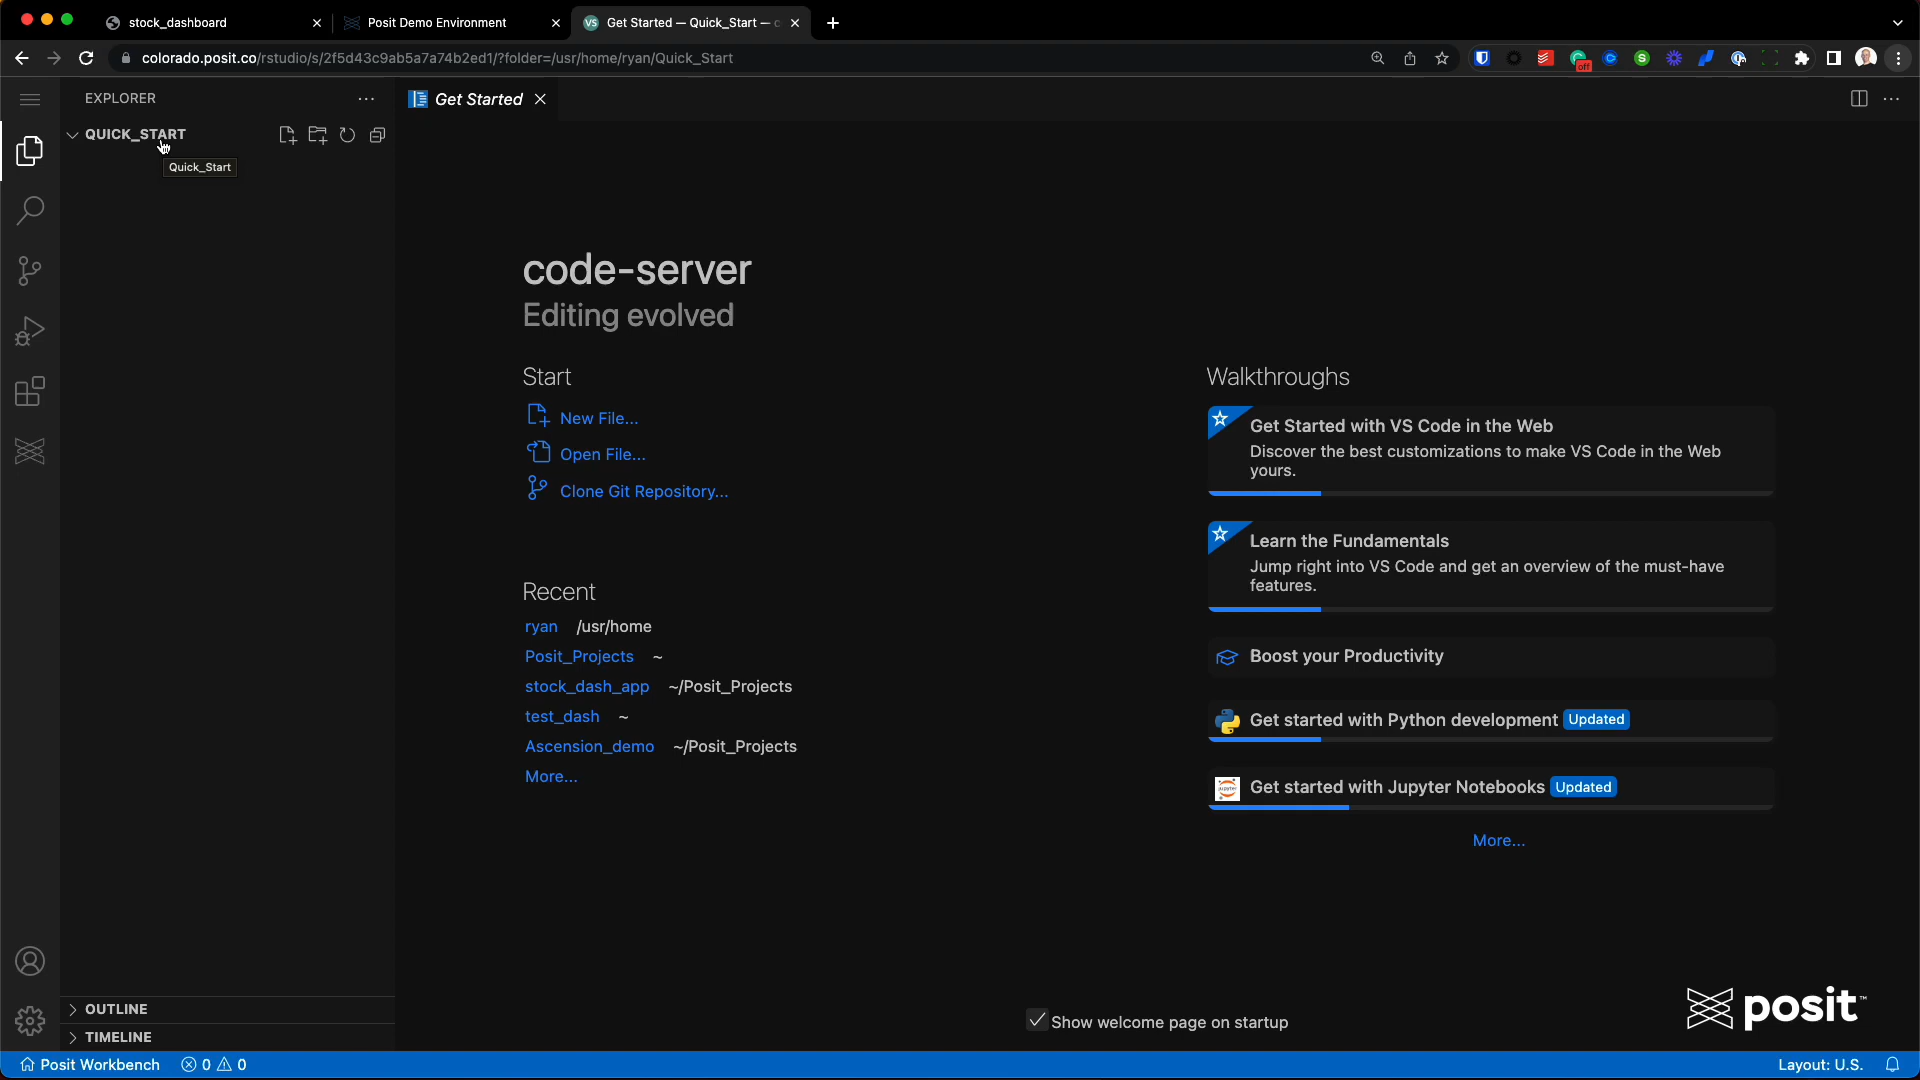 stock_dashboard
Posit Demo Environment
Get Started — Quick_Start — c
colorado.posit.co/rstudio/s/2f5d43c9ab5a7a74b2ed1/?folder=/usr/home/ryan/Quick_Start
off
EXPLORER
Get Started
QUICK_START
Quick_Start
code-server
Editing evolved
Start
New File...
Open File...
Clone Git Repository...
Recent
ryan /usr/home
Posit_Projects ~
stock_dash_app ~/Posit_Projects
test_dash ~
Ascension_demo ~/Posit_Projects
More...
Walkthroughs
Get Started with VS Code in the Web
Discover the best customizations to make VS Code in the Web
yours.
Learn the Fundamentals
Jump right into VS Code and get an overview of the must-have
features.
Boost your Productivity
Get started with Python development Updated
Get started with Jupyter Notebooks Updated
More...
OUTLINE
TIMELINE
Show welcome page on startup
posit™
Posit Workbench 0 0
Layout: U.S.